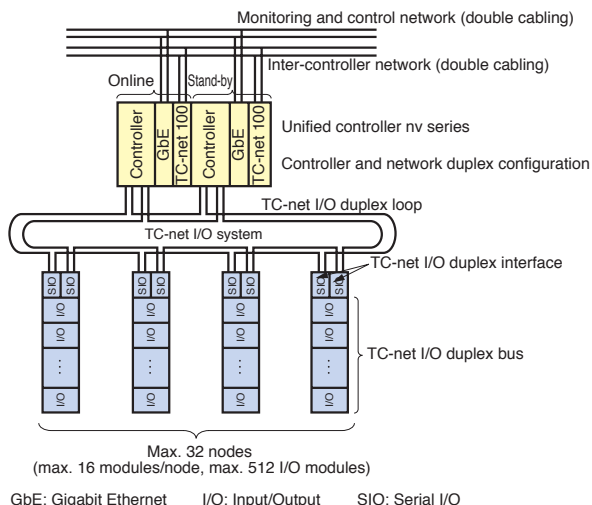 Monitoring and control network (double cabling)
Inter-controller network (double cabling)
Online
Stand-by
Controller
GbE
TC-net 100
Controller
GbE
TC-net 100
Unified controller nv series
Controller and network duplex configuration
TC-net I/O duplex loop
TC-net I/O system
TC-net I/O duplex interface
SIO SIO SIO SIO SIO SIO SIO SIO
I/O I/O I/O I/O
I/O I/O I/O I/O
TC-net I/O duplex bus
... ... ... ...
I/O I/O I/O I/O
Max. 32 nodes
(max. 16 modules/node, max. 512 I/O modules)
GbE: Gigabit Ethernet I/O: Input/Output SIO: Serial I/O